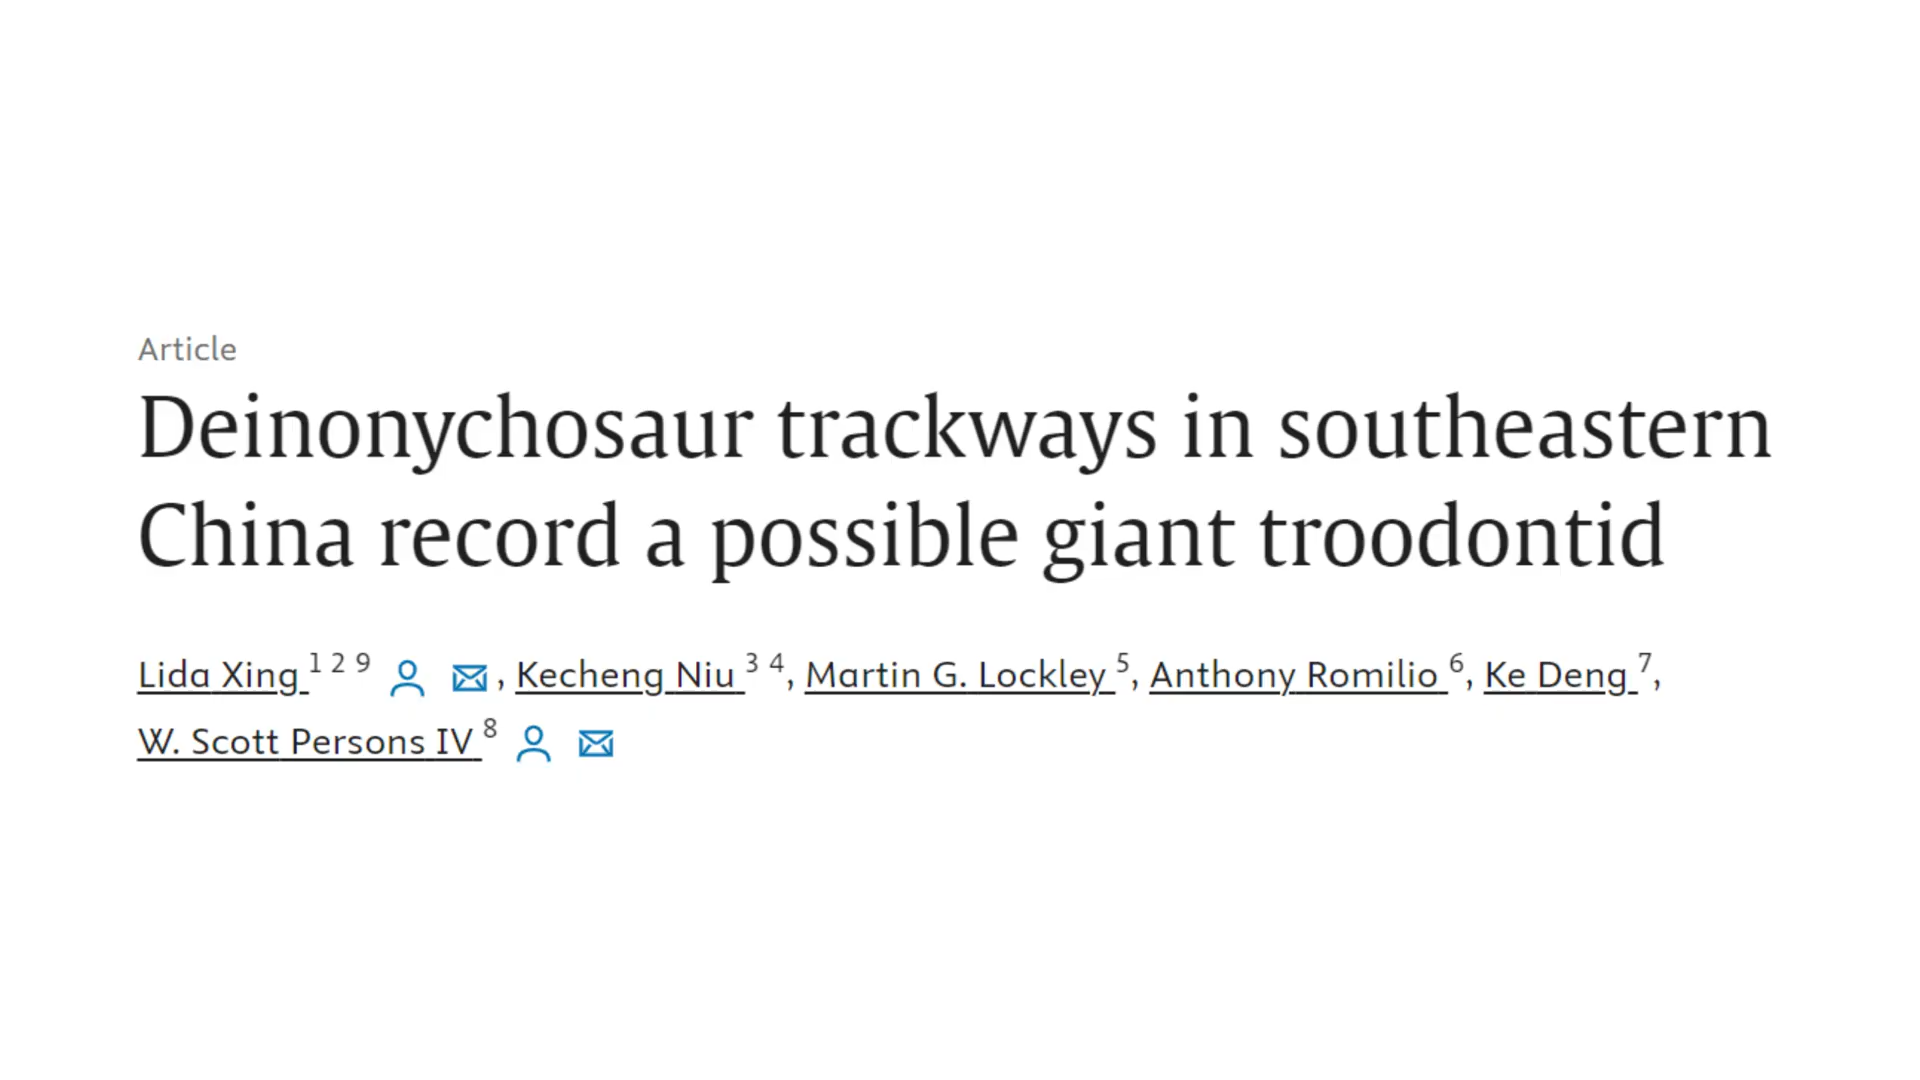 Article
Deinonychosaur trackways in southeastern
China record a possible giant troodontid
Lida Xing 1 2 9 , Kecheng Niu 3 4, Martin G. Lockley 5, Anthony Romilio 6, Ke Deng 7,
W. Scott Persons IV 8